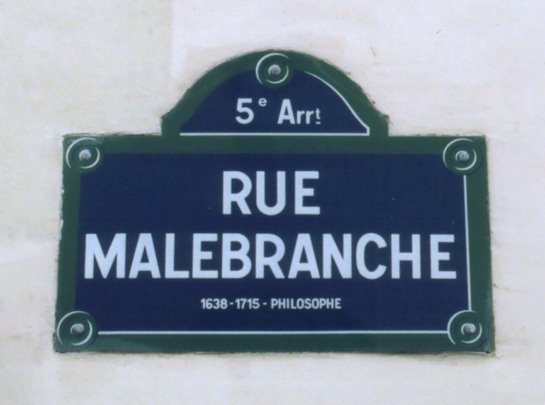 5e Arrt
RUE
MALEBRANCHE
1638-1715-PHILOSOPHE